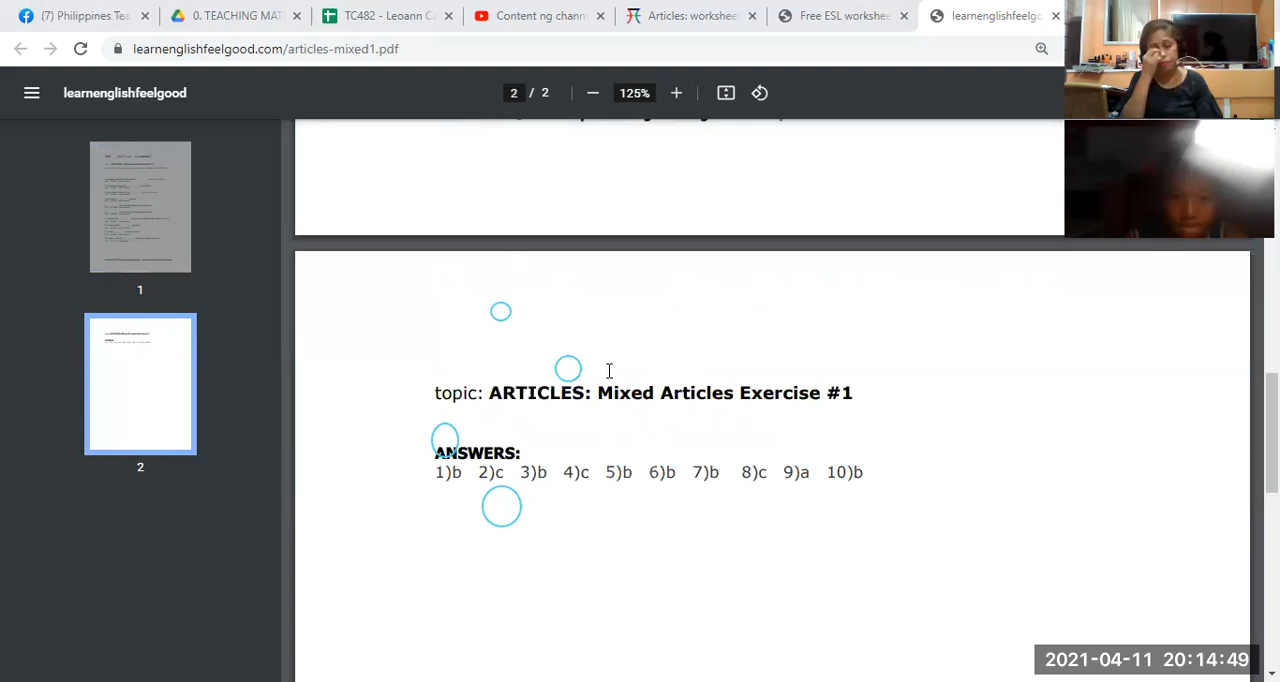 (7) Philippines Tea
0. TEACHING MAT
TC482 - Leoann C
Content ng chann
Articles: workshee
Free ESL workshe
learnenglishfeelgo
learnenglishfeelgood.com/articles-mixed1.pdf
learnenglishfeelgood
2 / 2
125%
1
2
topic: ARTICLES: Mixed Articles Exercise #1
ANSWERS:
1)b 2)c 3)b 4)c 5)b 6)b 7)b 8)c 9)a 10)b
2021-04-11 20:14:49